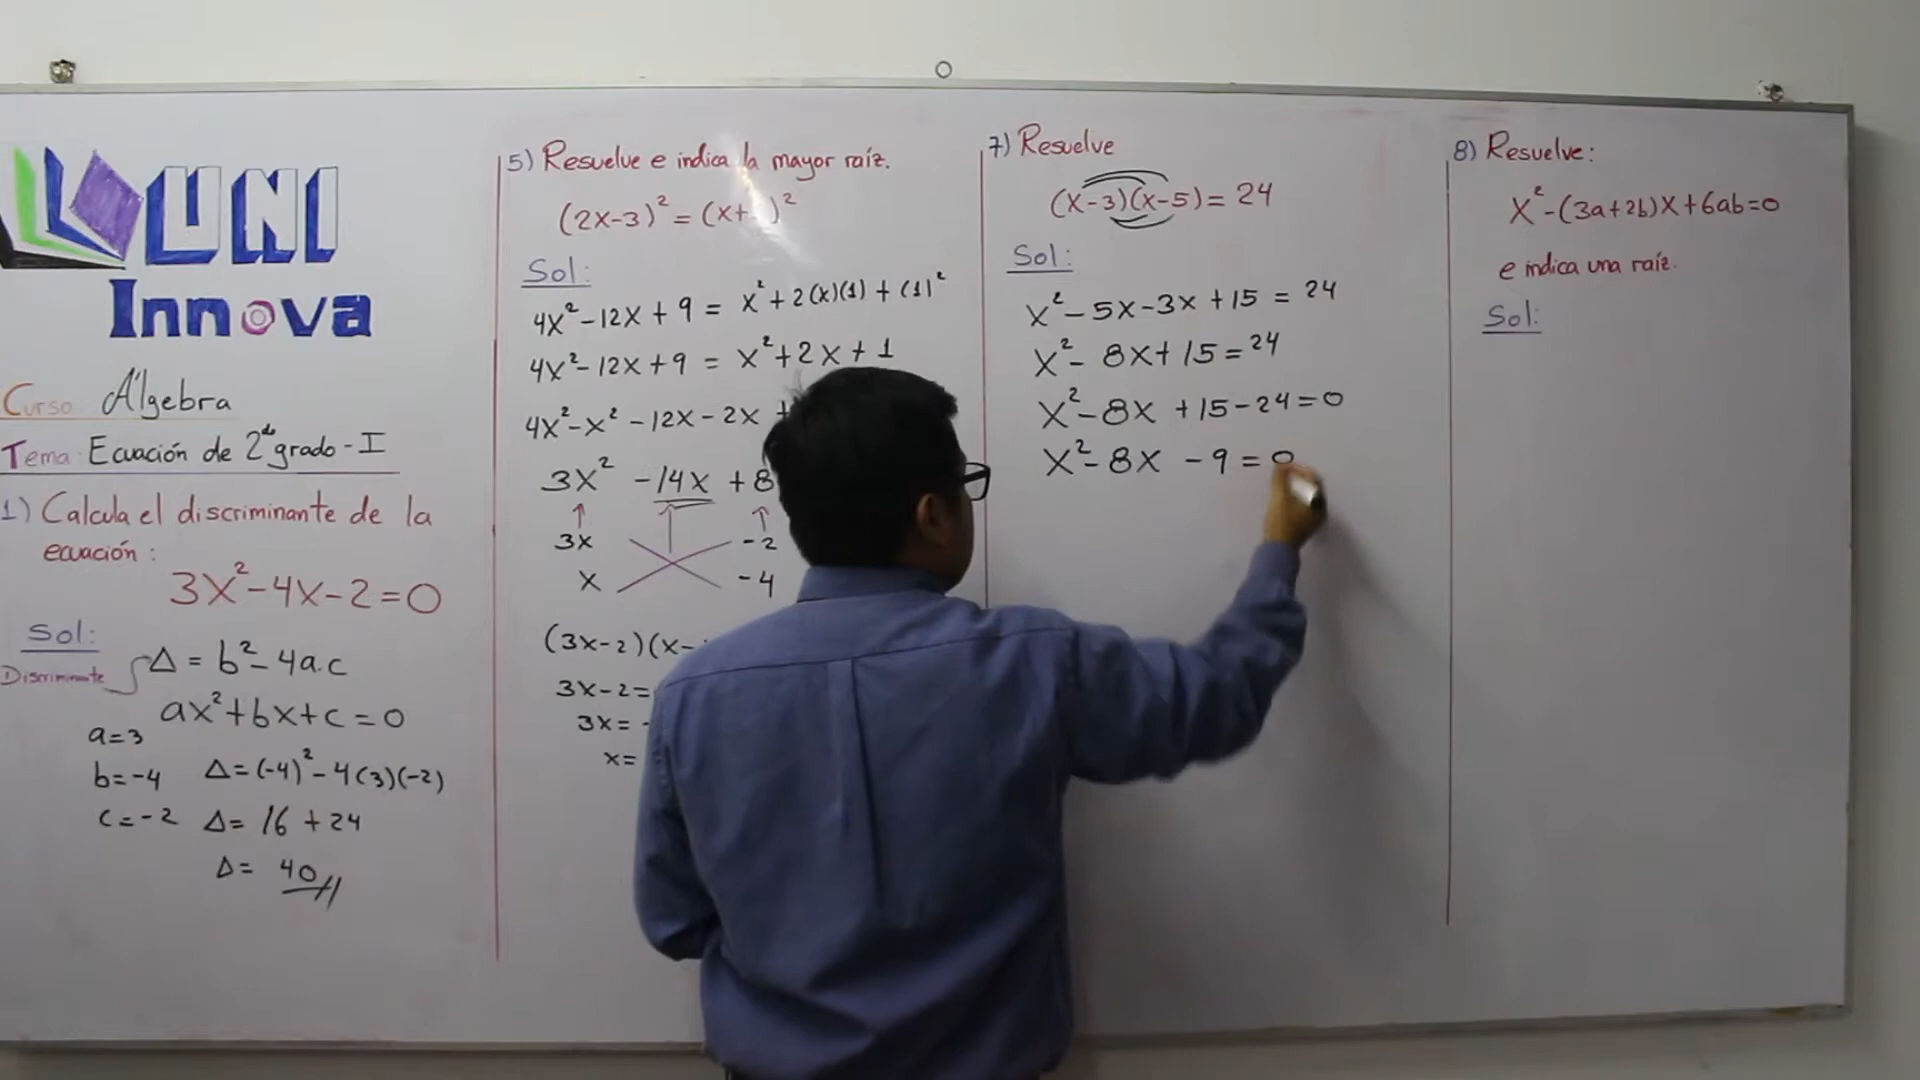 UNI
Innova
Curso Álgebra
Tema: Ecuación de 2do grado - I
1) Calcula el discriminante de la
ecuación:
3x²-4x-2=0
Sol:
Discriminante
Δ = b²-4a.c
ax²+bx+c=0
a=3
b=-4
c=-2
Δ=(-4)²-4(3)(-2)
Δ= 16 +24
Δ= 40
5) Resuelve e indica la mayor raíz.
(2x-3)² = (x+ )²
Sol:
4x²-12x+9 = x²+2(x)(1)+(1)²
4x²-12x+9 = x²+2x+1
4x²-x²-12x-2x +
3x² -14x +8
3x -2
x -4
(3x-2)(x-
3x-2=
3x=
x=
7) Resuelve
(x-3)(x-5)=24
Sol:
x²-5x-3x+15 = 24
x²-8x+15=24
x²-8x+15-24=0
x²-8x -9=0
8) Resuelve:
x²-(3a+2b)x+6ab=0
e indica una raíz.
Sol: